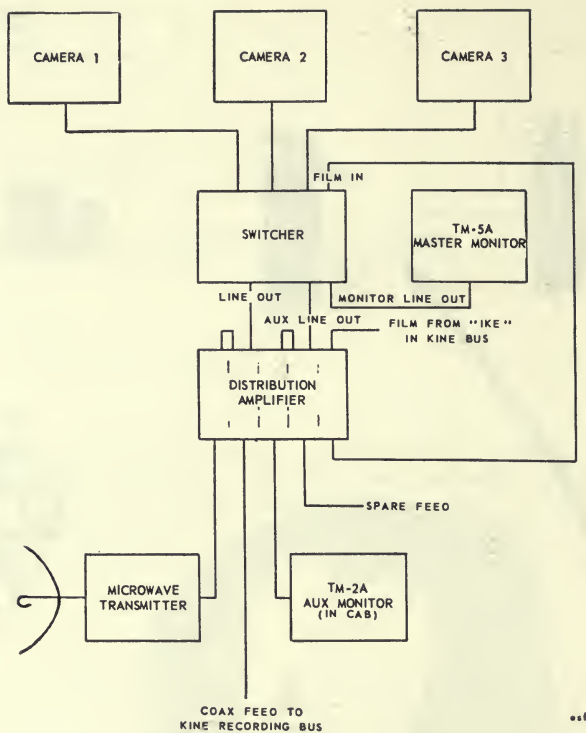 CAMERA 1
CAMERA 2
CAMERA 3
FILM IN
SWITCHER
TM-5A
MASTER MONITOR
LINE OUT
MONITOR LINE OUT
AUX LINE OUT
FILM FROM "IKE"
IN KINE BUS
DISTRIBUTION
AMPLIFIER
SPARE FEED
MICROWAVE
TRANSMITTER
TM-2A
AUX MONITOR
(IN CAB)
COAX FEED TO
KINE RECORDING BUS